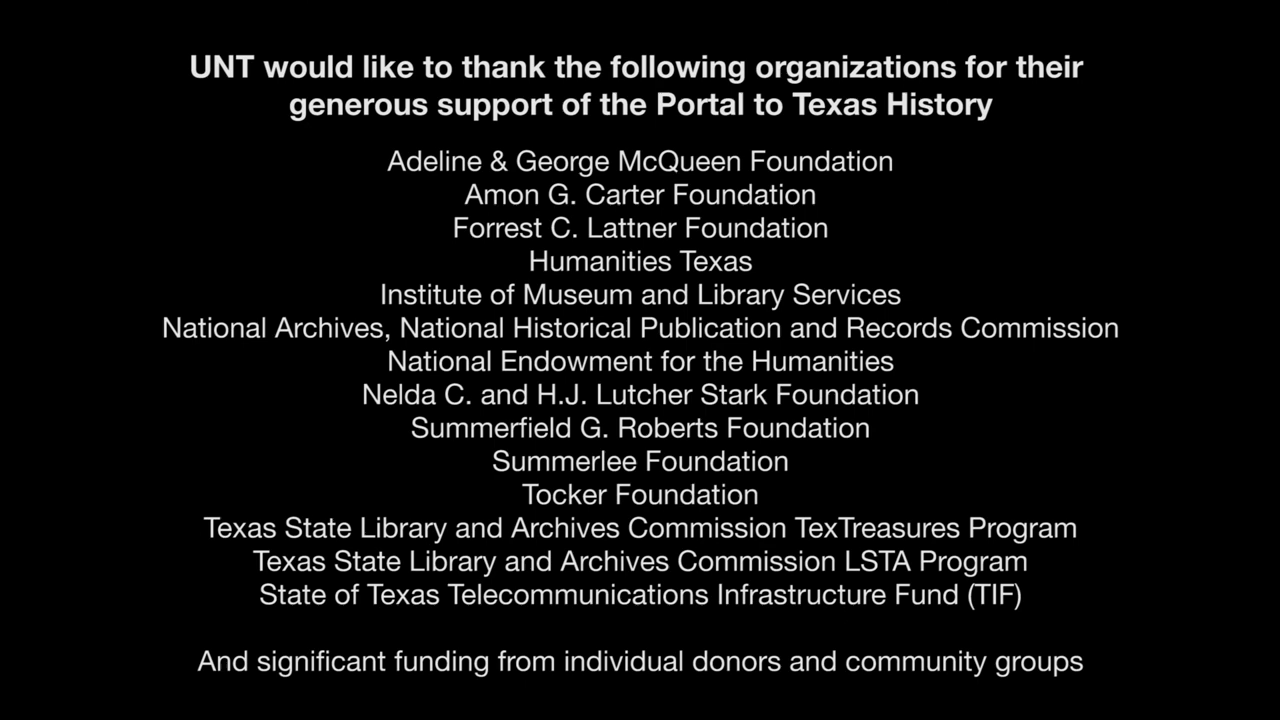 UNT would like to thank the following organizations for their
generous support of the Portal to Texas History
Adeline & George McQueen Foundation
Amon G. Carter Foundation
Forrest C. Lattner Foundation
Humanities Texas
Institute of Museum and Library Services
National Archives, National Historical Publication and Records Commission
National Endowment for the Humanities
Nelda C. and H.J. Lutcher Stark Foundation
Summerfield G. Roberts Foundation
Summerlee Foundation
Tocker Foundation
Texas State Library and Archives Commission TexTreasures Program
Texas State Library and Archives Commission LSTA Program
State of Texas Telecommunications Infrastructure Fund (TIF)
And significant funding from individual donors and community groups